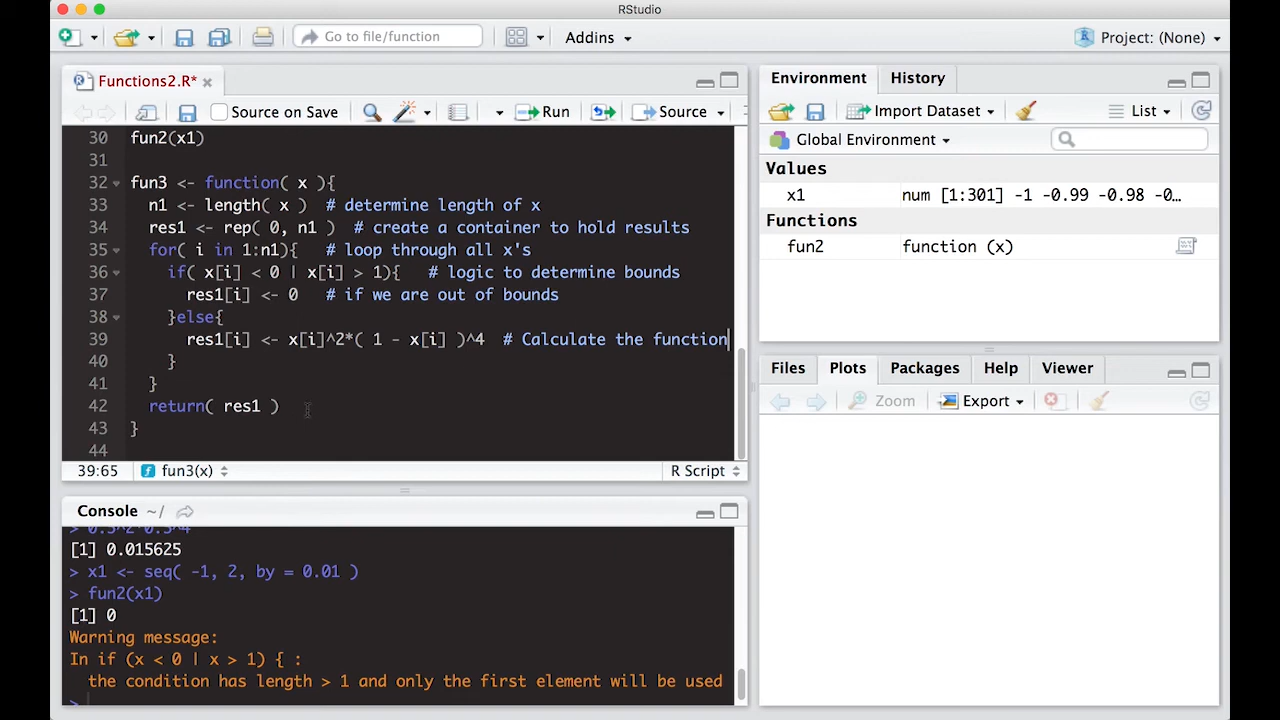 RStudio
Go to file/function
Addins
Project: (None)
Functions2.R*
Source on Save
Run
Source
30 fun2(x1)
31
32 fun3 <- function( x ){
33 n1 <- length( x ) # determine length of x
34 res1 <- rep( 0, n1 ) # create a container to hold results
35 for( i in 1:n1){ # loop through all x's
36 if( x[i] < 0 | x[i] > 1){ # logic to determine bounds
37 res1[i] <- 0 # if we are out of bounds
38 }else{
39 res1[i] <- x[i]^2*( 1 - x[i] )^4 # Calculate the function
40 }
41 }
42 return( res1 )
43 }
44
39:65 fun3(x) R Script
Console ~/
> 0.5^2*0.5^4
[1] 0.015625
> x1 <- seq( -1, 2, by = 0.01 )
> fun2(x1)
[1] 0
Warning message:
In if (x < 0 | x > 1) { :
the condition has length > 1 and only the first element will be used
>
Environment History
Import Dataset List
Global Environment
Values
x1 num [1:301] -1 -0.99 -0.98 -0…
Functions
fun2 function (x)
Files Plots Packages Help Viewer
Zoom Export